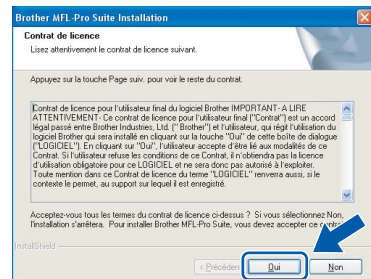 Brother MFL-Pro Suite Installation
Contrat de licence
Lisez attentivement le contrat de licence suivant.
Appuyez sur la touche Page suiv. pour voir le reste du contrat.
Contrat de licence pour l'utilisateur final du logiciel Brother IMPORTANT- A LIRE
ATTENTIVEMENT- Ce contrat de licence pour l'utilisateur final ("Contrat") est un accord
légal passé entre Brother Industries, Ltd. (" Brother") et l'utilisateur, qui régit l'utilisation du
logiciel Brother qui sera installé en cliquant sur la touche "Oui" de cette boîte de dialogue
("LOGICIEL"). En cliquant sur "Oui", l'utilisateur accepte d'être lié aux modalités de ce
Contrat. Si l'utilisateur refuse les conditions de ce Contrat, il n'obtiendra pas la licence
d'utilisation obligatoire pour ce LOGICIEL et ne sera donc pas autorisé à l'exploiter.
Toute mention dans ce Contrat de licence du terme "LOGICIEL" renverra aussi, si le
contexte le permet, au support sur lequel il est enregistré.
Acceptez-vous tous les termes du contrat de licence ci-dessus ? Si vous sélectionnez Non,
l'installation s'arrêtera. Pour installer Brother MFL-Pro Suite, vous devez accepter ce
InstallShield
< Précéden Oui Non